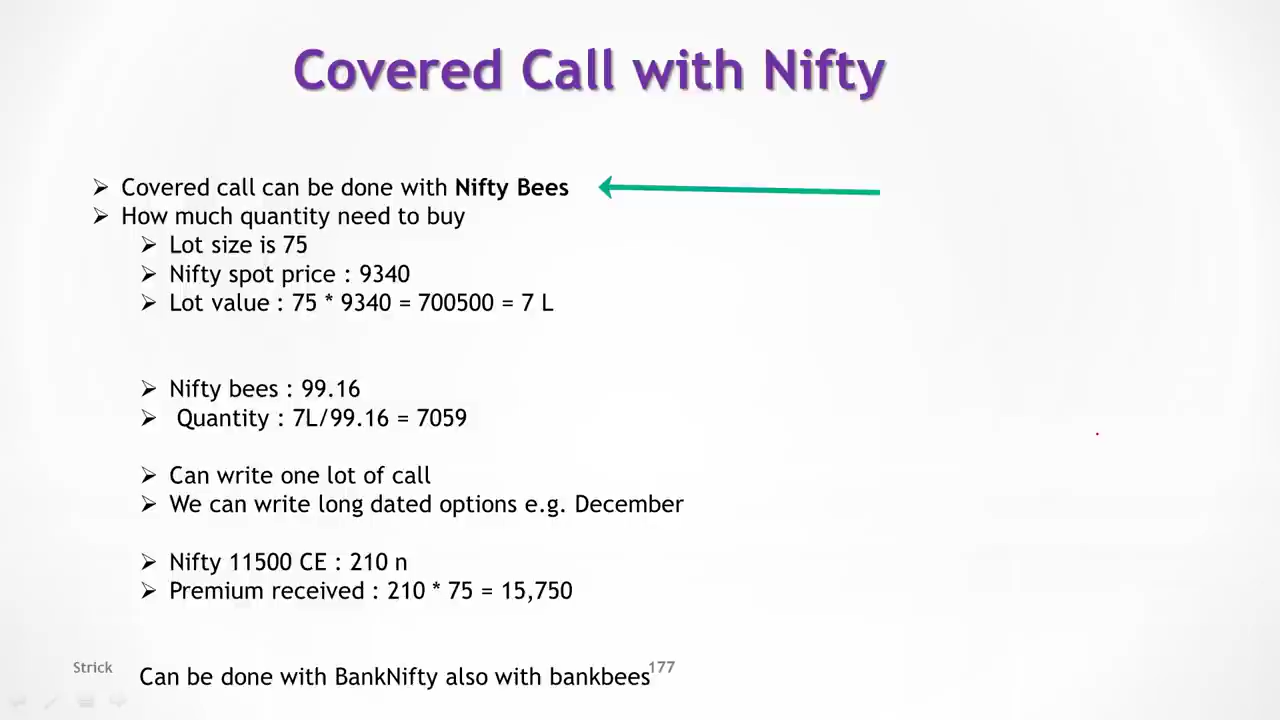 Covered Call with Nifty
Covered call can be done with Nifty Bees
How much quantity need to buy
Lot size is 75
Nifty spot price : 9340
Lot value : 75 * 9340 = 700500 = 7 L
Nifty bees : 99.16
Quantity : 7L/99.16 = 7059
Can write one lot of call
We can write long dated options e.g. December
Nifty 11500 CE : 210 n
Premium received : 210 * 75 = 15,750
Strick
177
Can be done with BankNifty also with bankbees